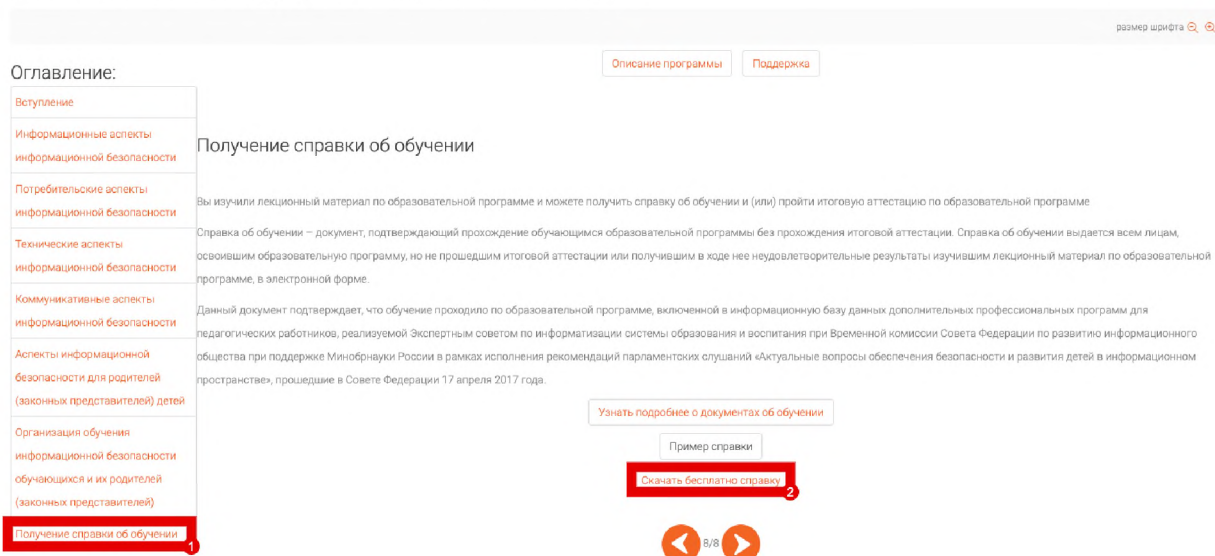 размер шрифта
Описание программы
Поддержка
Оглавление:
Вступление
Информационные аспекты
информационной безопасности
Потребительские аспекты
информационной безопасности
Технические аспекты
информационной безопасности
Коммуникативные аспекты
информационной безопасности
Аспекты информационной
безопасности для родителей
(законных представителей) детей
Организация обучения
информационной безопасности
обучающихся и их родителей
(законных представителей)
Получение справки об обучении
1
Получение справки об обучении
Вы изучили лекционный материал по образовательной программе и можете получить справку об обучении и (или) пройти итоговую аттестацию по образовательной программе
Справка об обучении – документ, подтверждающий прохождение обучающимся образовательной программы без прохождения итоговой аттестации. Справка об обучении выдается всем лицам,
освоившим образовательную программу, но не прошедшим итоговой аттестации или получившим в ходе нее неудовлетворительные результаты изучившим лекционный материал по образовательной
программе, в электронной форме.
Данный документ подтверждает, что обучение проходило по образовательной программе, включенной в информационную базу данных дополнительных профессиональных программ для
педагогических работников, реализуемой Экспертным советом по информатизации системы образования и воспитания при Временной комиссии Совета Федерации по развитию информационного
общества при поддержке Минобрнауки России в рамках исполнения рекомендаций парламентских слушаний «Актуальные вопросы обеспечения безопасности и развития детей в информационном
пространстве», прошедшие в Совете Федерации 17 апреля 2017 года.
Узнать подробнее о документах об обучении
Пример справки
Скачать бесплатно справку
2
8/8